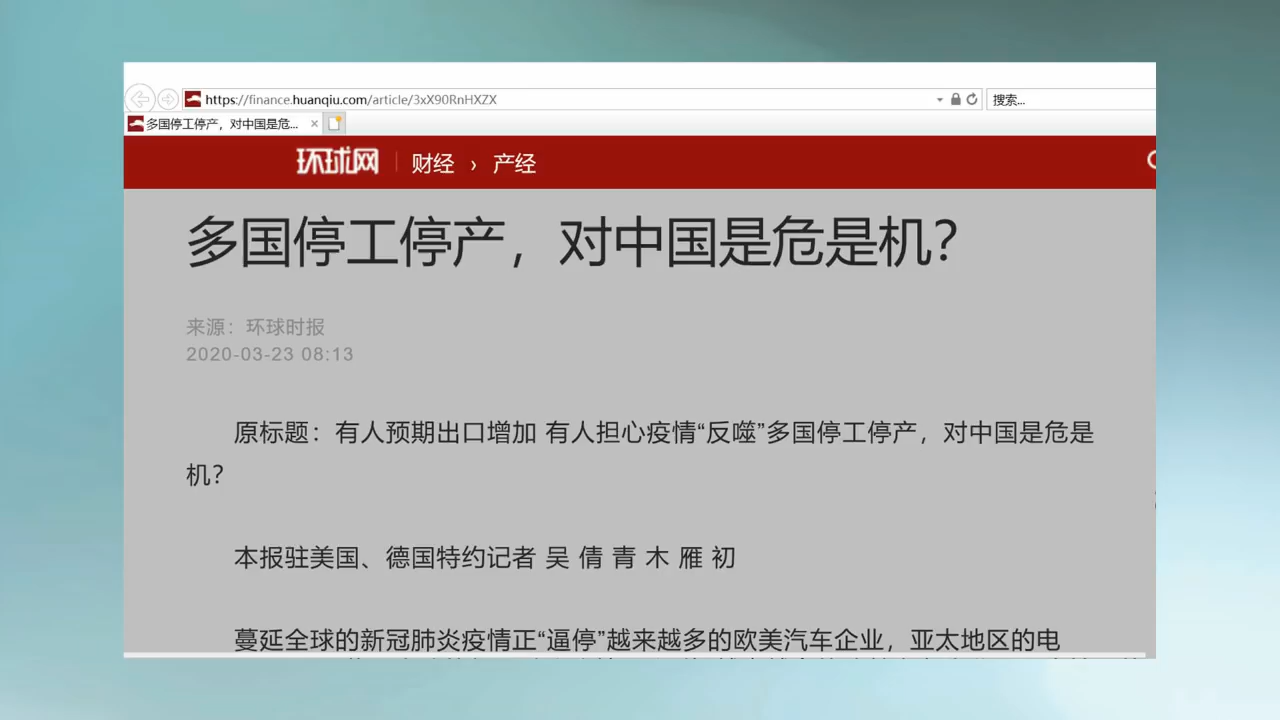 https://finance.huanqiu.com/article/3xX90RnHXZX
搜索...
多国停工停产，对中国是危...
环球网 财经 › 产经
多国停工停产，对中国是危是机？
来源：环球时报
2020-03-23 08:13
原标题：有人预期出口增加 有人担心疫情“反噬”多国停工停产，对中国是危是
机？
本报驻美国、德国特约记者 吴 倩 青 木 雁 初
蔓延全球的新冠肺炎疫情正“逼停”越来越多的欧美汽车企业，亚太地区的电